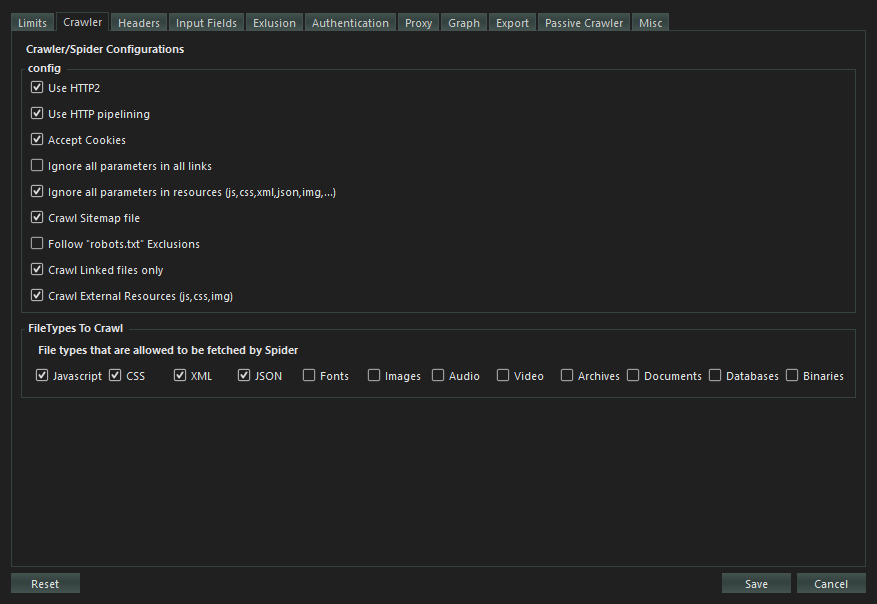 Limits Crawler Headers Input Fields Exlusion Authentication Proxy Graph Export Passive Crawler Misc
Crawler/Spider Configurations
config
Use HTTP2
Use HTTP pipelining
Accept Cookies
Ignore all parameters in all links
Ignore all parameters in resources (js,css,xml,json,img,...)
Crawl Sitemap file
Follow "robots.txt" Exclusions
Crawl Linked files only
Crawl External Resources (js,css,img)
FileTypes To Crawl
File types that are allowed to be fetched by Spider
Javascript CSS XML JSON Fonts Images Audio Video Archives Documents Databases Binaries
Reset Save Cancel